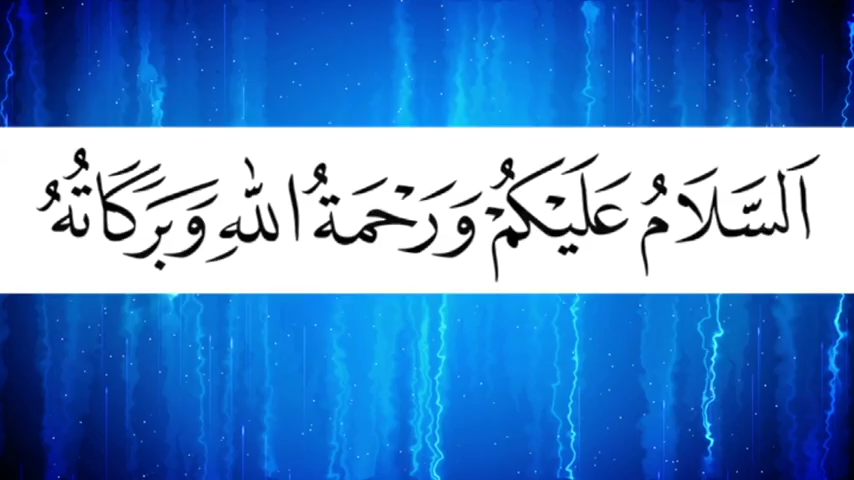 اَلسَّلَامُ عَلَيْكُمْ وَرَحْمَةُ اللهِ وَبَرَكَاتُهُ